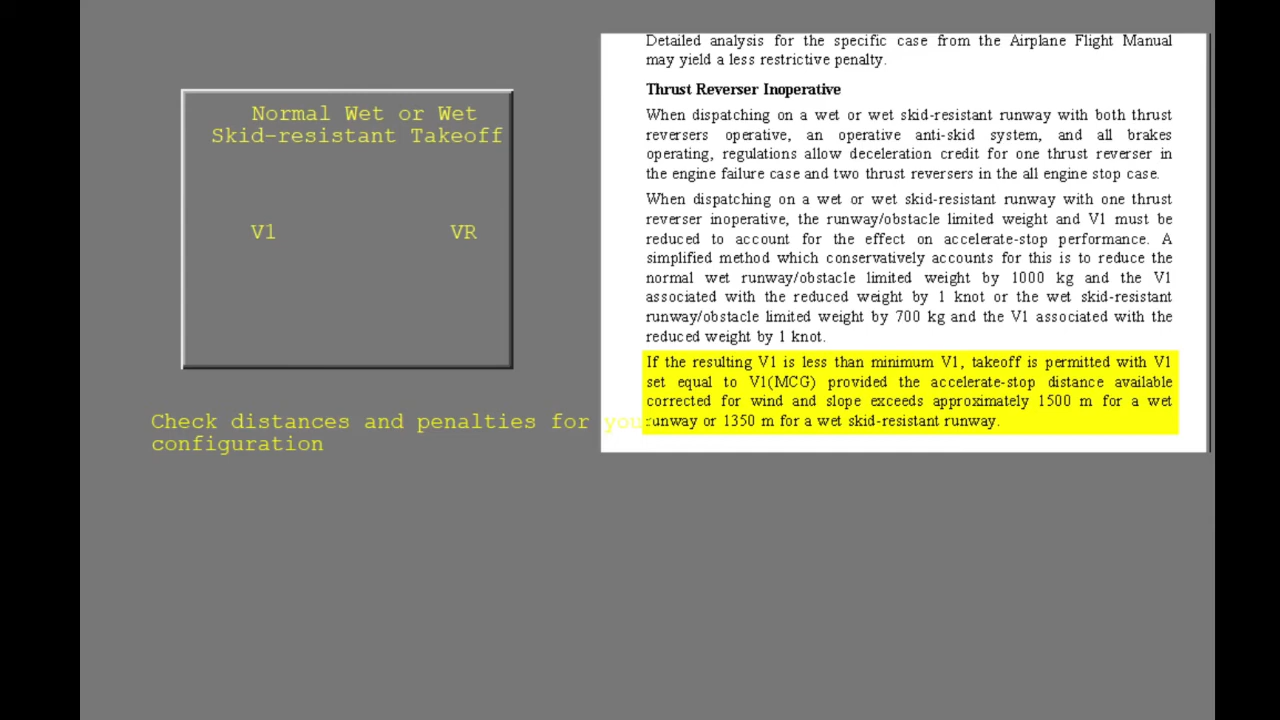 Normal Wet or Wet
Skid-resistant Takeoff
V1 VR
Check distances and penalties for your
configuration
Detailed analysis for the specific case from the Airplane Flight Manual
may yield a less restrictive penalty.
Thrust Reverser Inoperative
When dispatching on a wet or wet skid-resistant runway with both thrust
reversers operative, an operative anti-skid system, and all brakes
operating, regulations allow deceleration credit for one thrust reverser in
the engine failure case and two thrust reversers in the all engine stop case.
When dispatching on a wet or wet skid-resistant runway with one thrust
reverser inoperative, the runway/obstacle limited weight and V1 must be
reduced to account for the effect on accelerate-stop performance. A
simplified method which conservatively accounts for this is to reduce the
normal wet runway/obstacle limited weight by 1000 kg and the V1
associated with the reduced weight by 1 knot or the wet skid-resistant
runway/obstacle limited weight by 700 kg and the V1 associated with the
reduced weight by 1 knot.
If the resulting V1 is less than minimum V1, takeoff is permitted with V1
set equal to V1(MCG) provided the accelerate-stop distance available
corrected for wind and slope exceeds approximately 1500 m for a wet
runway or 1350 m for a wet skid-resistant runway.